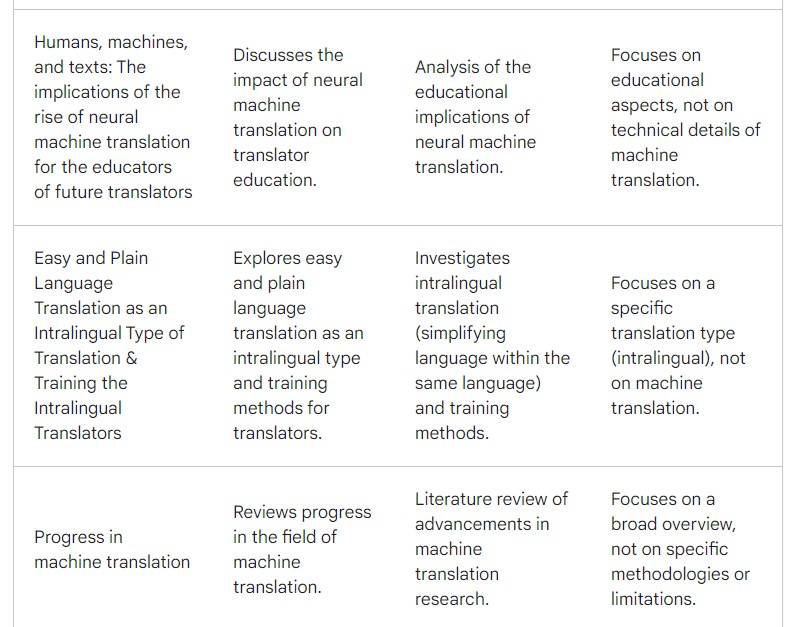 Humans, machines,
and texts: The
implications of the
rise of neural
machine translation
for the educators
of future translators
Discusses the
impact of neural
machine
translation on
translator
education.
Analysis of the
educational
implications of
neural machine
translation.
Focuses on
educational
aspects, not on
technical details of
machine
translation.
Easy and Plain
Language
Translation as an
Intralingual Type of
Translation &
Training the
Intralingual
Translators
Explores easy
and plain
language
translation as an
intralingual type
and training
methods for
translators.
Investigates
intralingual
translation
(simplifying
language within the
same language)
and training
methods.
Focuses on a
specific
translation type
(intralingual), not
on machine
translation.
Progress in
machine translation
Reviews progress
in the field of
machine
translation.
Literature review of
advancements in
machine
translation
research.
Focuses on a
broad overview,
not on specific
methodologies or
limitations.